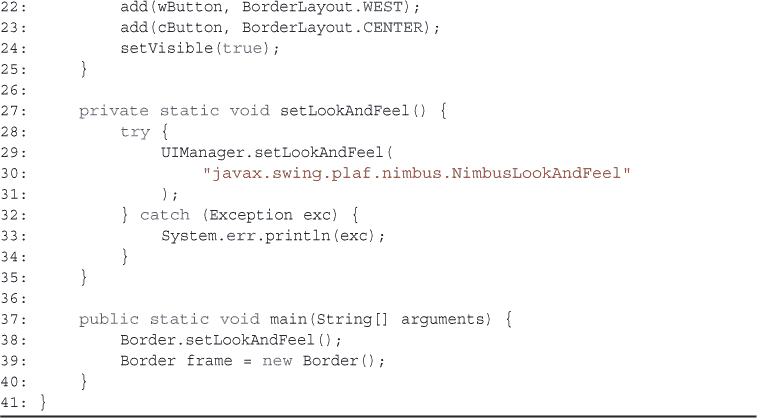 22:         add(wButton, BorderLayout.WEST);
23:         add(cButton, BorderLayout.CENTER);
24:         setVisible(true);
25:     }
26:
27:     private static void setLookAndFeel() {
28:         try {
29:             UIManager.setLookAndFeel(
30:                 "javax.swing.plaf.nimbus.NimbusLookAndFeel"
31:             );
32:         } catch (Exception exc) {
33:             System.err.println(exc);
34:         }
35:     }
36:
37:     public static void main(String[] arguments) {
38:         Border.setLookAndFeel();
39:         Border frame = new Border();
40:     }
41: }